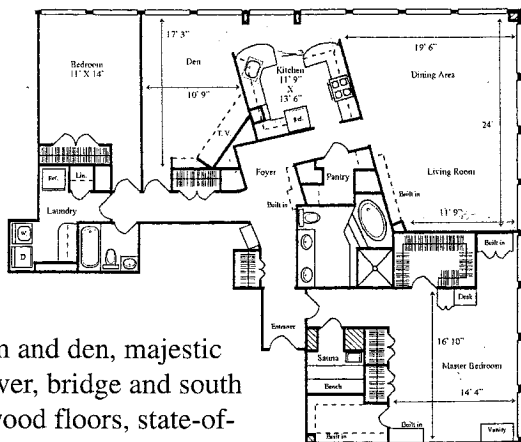 17' 3"
19' 6"
Bedroom
11' X 14'
Den
Kitchen
11' 9"
X
13' 6"
Dining Area
10' 9"
24'
T.V.
Ref.
Foyer
Pantry
Living Room
Ref.
Lin.
Built in
Built in
11' 9"
Laundry
W
D
Built in
Desk
Entrance
16' 10"
Sauna
Master Bedroom
Bench
14' 4"
Built in
Built in
Vanity
n and den, majestic
ver, bridge and south
wood floors, state-of-